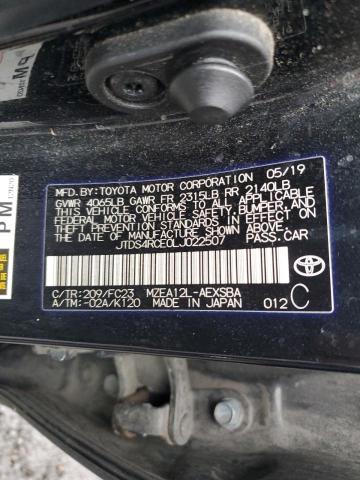 MFD.BY:TOYOTA MOTOR CORPORATION 05/19
GVWR 4065LB GAWR FR 2315LB RR 2140LB
THIS VEHICLE CONFORMS TO ALL APPLICABLE
FEDERAL MOTOR VEHICLE SAFETY, BUMPER, AND
THEFT PREVENTION STANDARDS IN EFFECT ON
THE DATE OF MANUFACTURE SHOWN ABOVE.
JTDS4RCE0LJ022507 PASS.CAR
C/TR:209/FC23 MZEA12L-AEXSBA
A/TM:-02A/K120 MADE IN JAPAN 012 C
PM